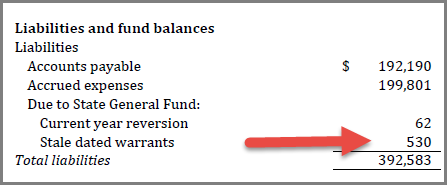 Liabilities and fund balances
Liabilities
Accounts payable $ 192,190
Accrued expenses 199,801
Due to State General Fund:
Current year reversion 62
Stale dated warrants 530
Total liabilities 392,583